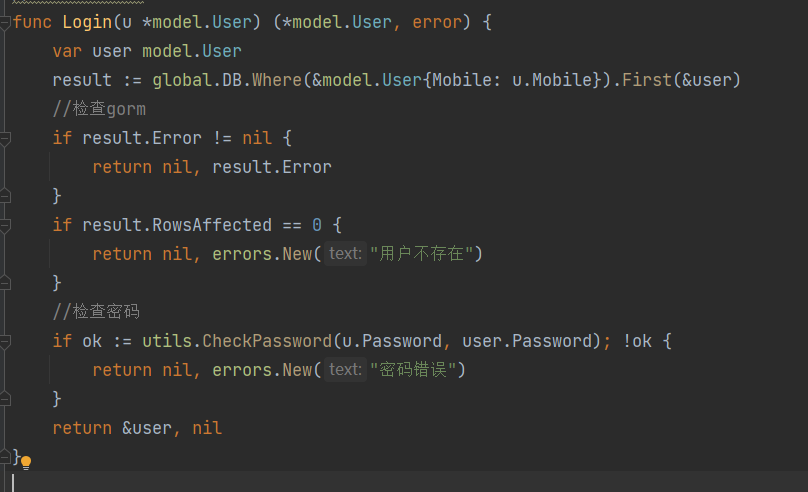 func Login(u *model.User) (*model.User, error) {
    var user model.User
    result := global.DB.Where(&model.User{Mobile: u.Mobile}).First(&user)
    //检查gorm
    if result.Error != nil {
        return nil, result.Error
    }
    if result.RowsAffected == 0 {
        return nil, errors.New( text: "用户不存在")
    }
    //检查密码
    if ok := utils.CheckPassword(u.Password, user.Password); !ok {
        return nil, errors.New( text: "密码错误")
    }
    return &user, nil
}